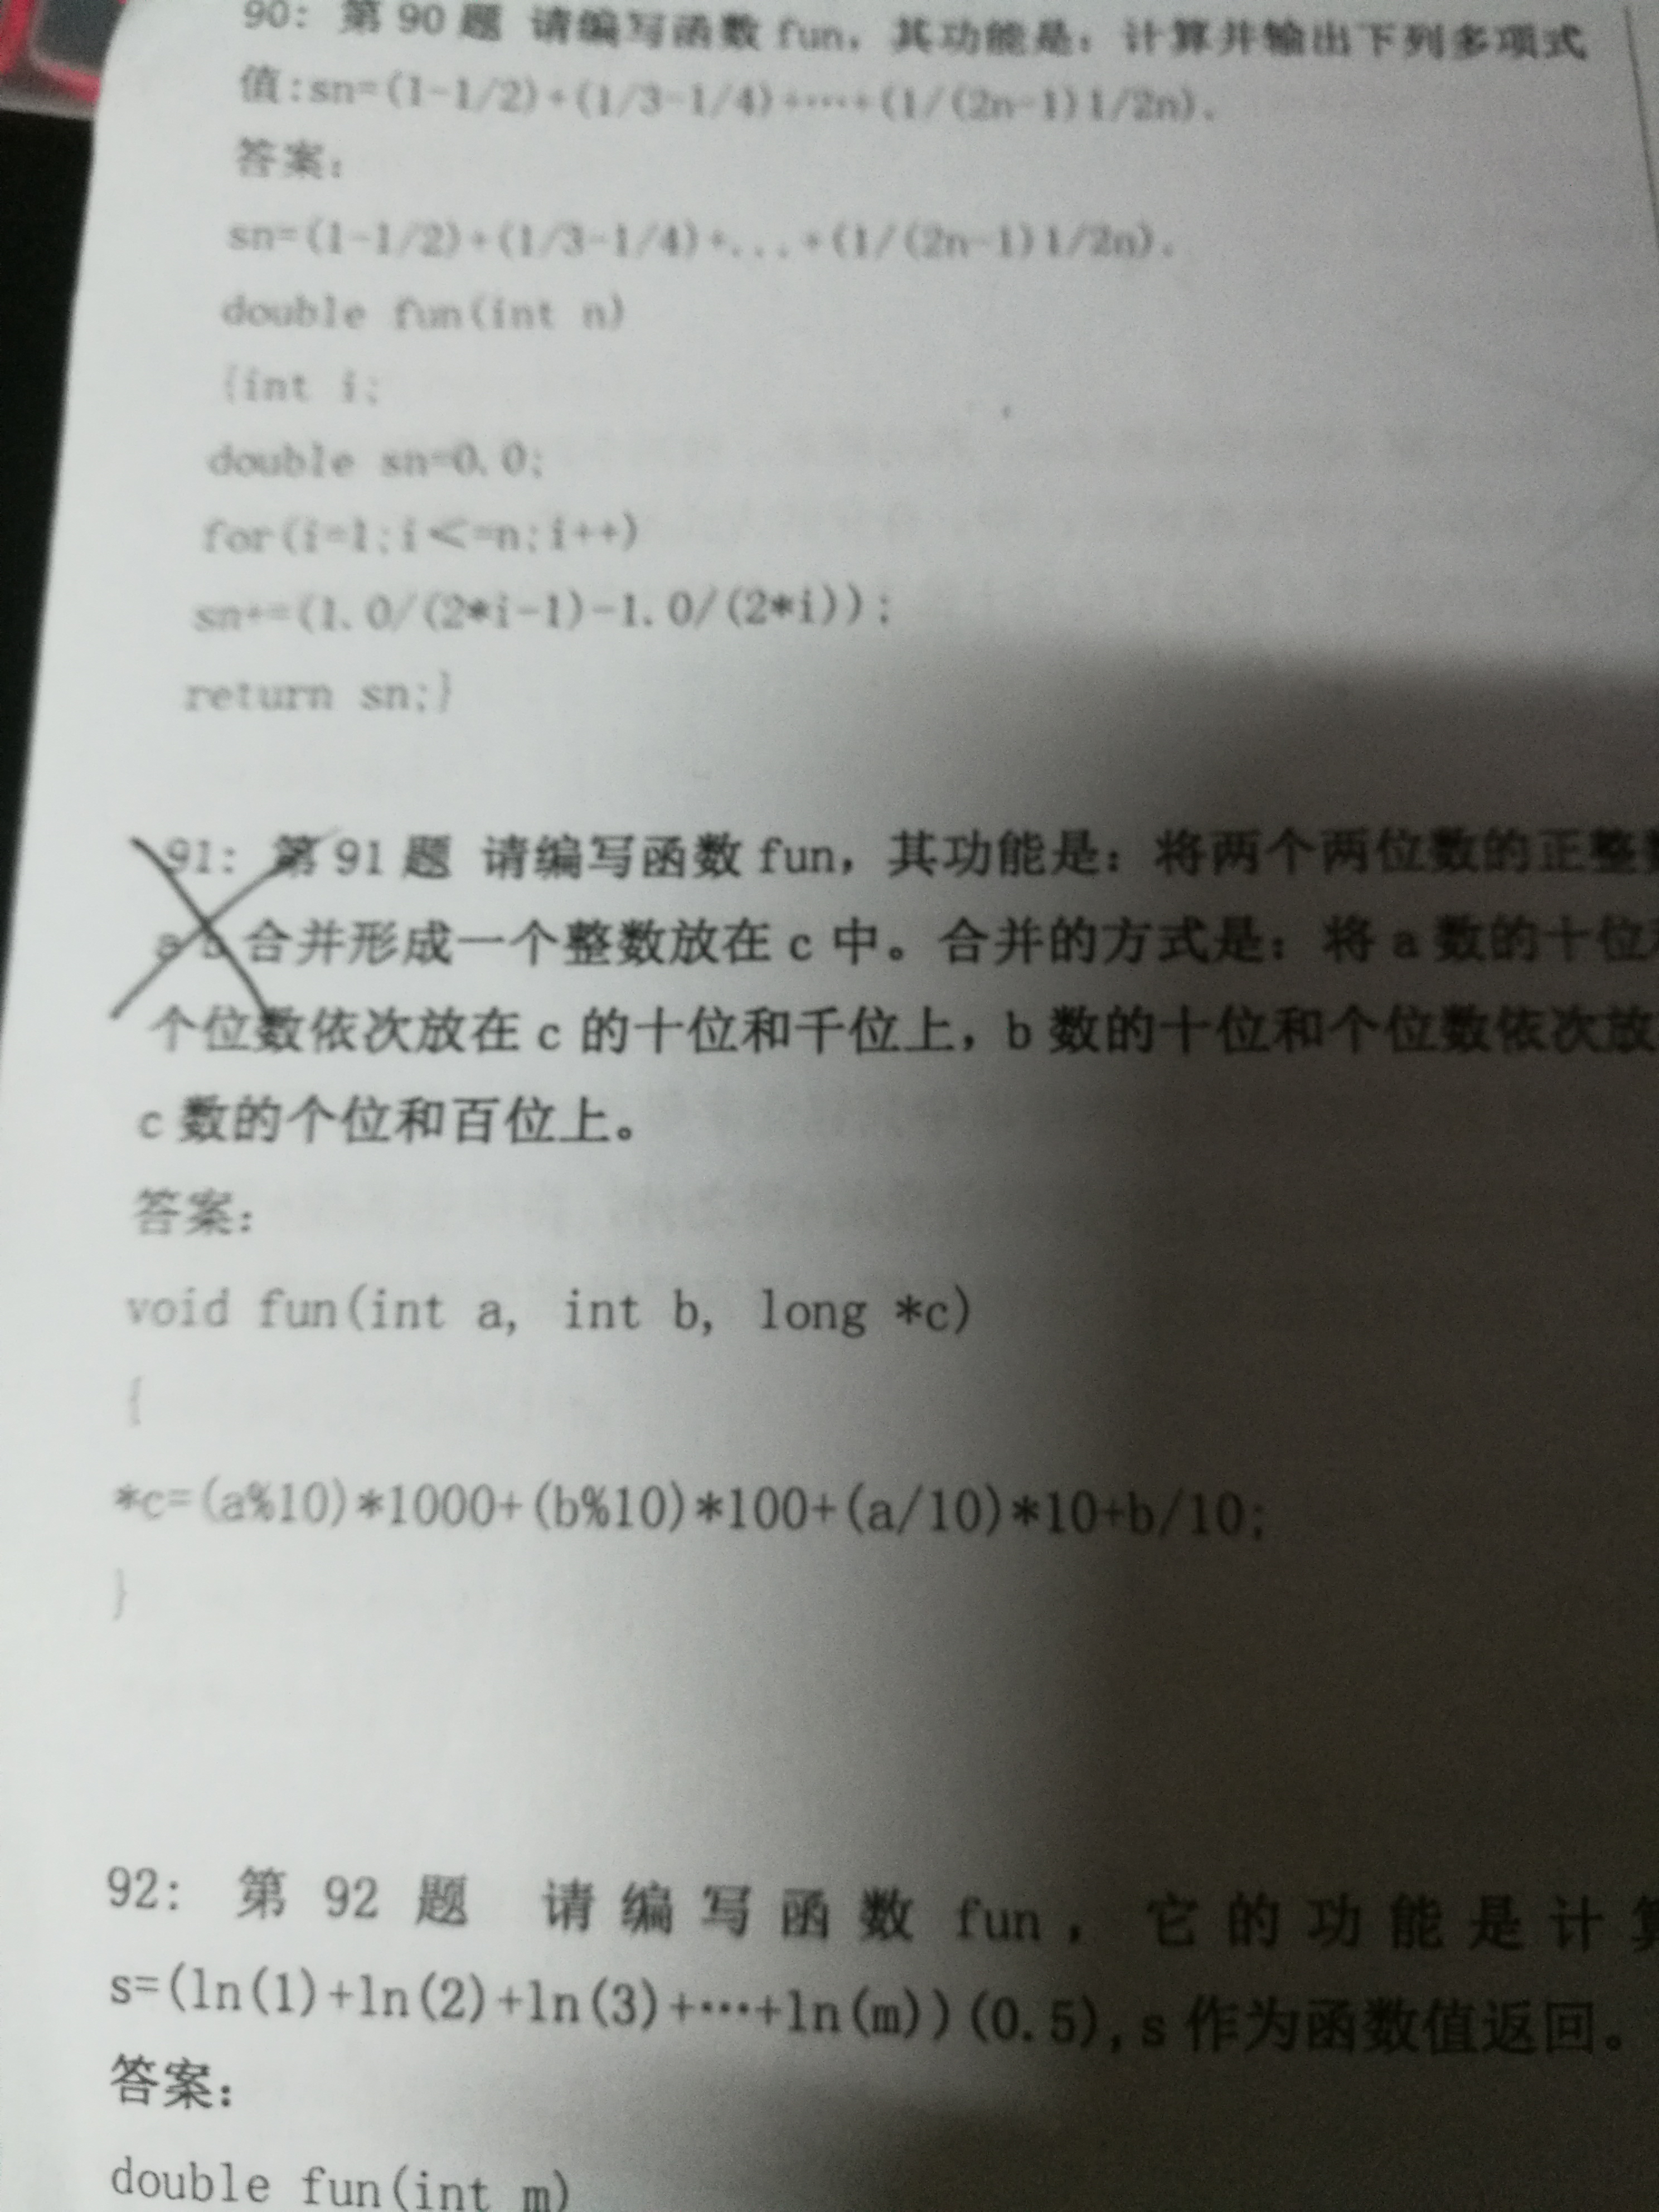 90: 第 90 题 请编写函数 fun，其功能是：计算并输出下列多项式
值:sn=(1-1/2)+(1/3-1/4)+…+(1/(2n-1)1/2n).
答案：
sn=(1-1/2)+(1/3-1/4)+...+(1/(2n-1)1/2n).
double fun(int n)
{int i;
double sn=0.0;
for(i=1;i<=n;i++)
sn+=(1.0/(2*i-1)-1.0/(2*i));
return sn;}
91: 第 91 题 请编写函数 fun，其功能是：将两个两位数的正整
a b 合并形成一个整数放在 c 中。合并的方式是：将 a 数的十位
个位数依次放在 c 的十位和千位上，b 数的十位和个位数依次放
c 数的个位和百位上。
答案：
void fun(int a, int b, long *c)
{
*c=(a%10)*1000+(b%10)*100+(a/10)*10+b/10;
}
92: 第 92 题 请编写函数 fun，它的功能是计
s=(ln(1)+ln(2)+ln(3)+…+ln(m))(0.5),s 作为函数值返回。
答案：
double fun(int m)